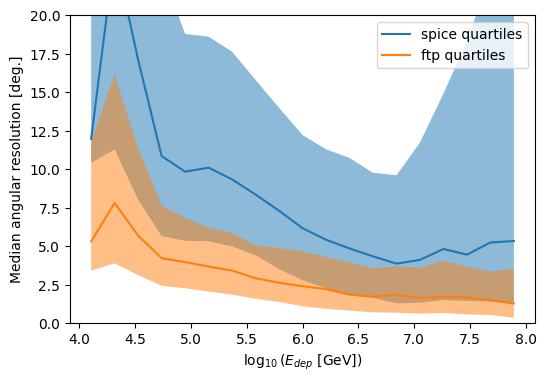 20.0
17.5
15.0
12.5
10.0
7.5
5.0
2.5
0.0
Median angular resolution [deg.]
spice quartiles
ftp quartiles
4.0 4.5 5.0 5.5 6.0 6.5 7.0 7.5 8.0
log₁₀(E_dep [GeV])